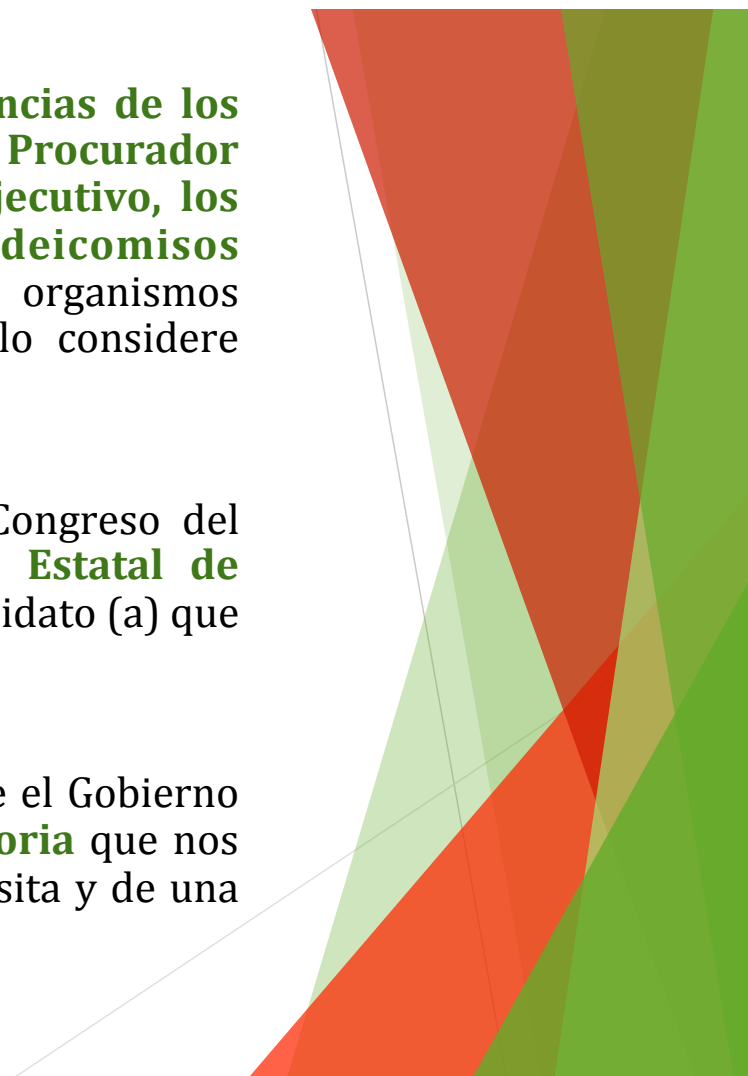 ncias de los
Procurador
jecutivo, los
deicomisos
organismos
lo considere
Congreso del
Estatal de
idato (a) que
e el Gobierno
oria que nos
sita y de una